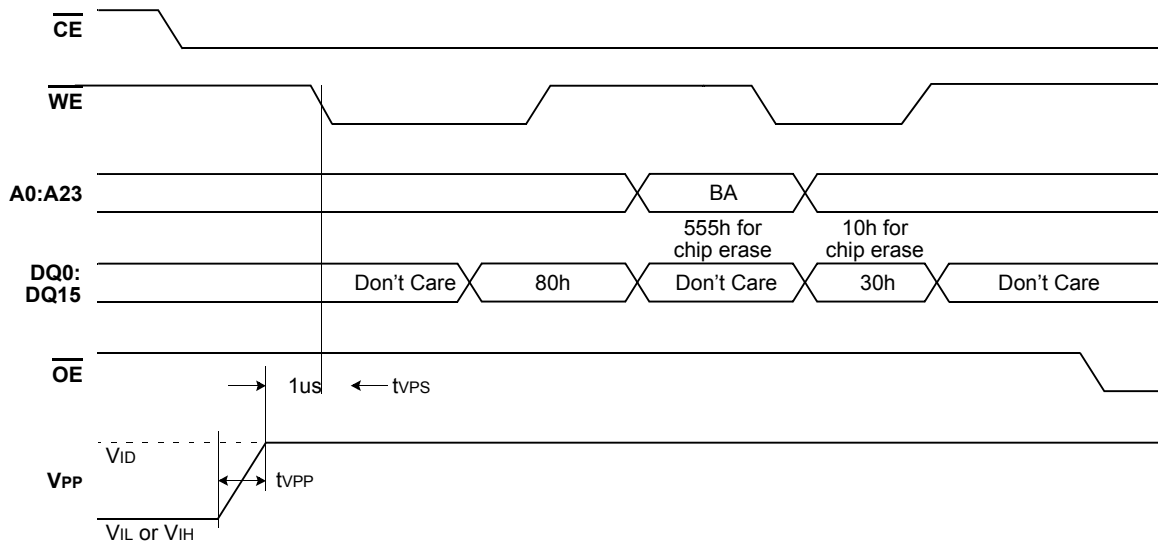 CE
WE
A0:A23
BA
555h for
chip erase
10h for
chip erase
DQ0:
DQ15
Don't Care
80h
Don't Care
30h
Don't Care
OE
1us
tVPS
VID
VPP
tVPP
VIL or VIH